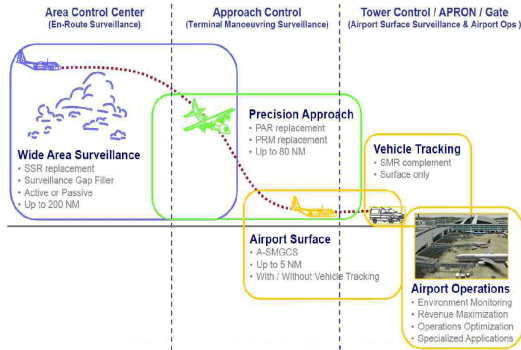 Area Control Center
(En-Route Surveillance)
Approach Control
(Terminal Manoeuvring Surveillance)
Tower Control / APRON / Gate
(Airport Surface Surveillance & Airport Ops )
Wide Area Surveillance
• SSR replacement
• Surveillance Gap Filler
• Active or Passive
• Up to 200 NM
Precision Approach
• PAR replacement
• PRM replacement
• Up to 80 NM
Vehicle Tracking
• SMR complement
• Surface only
Airport Surface
• A-SMGCS
• Up to 5 NM
• With / Without Vehicle Tracking
Airport Operations
• Environment Monitoring
• Revenue Maximization
• Operations Optimization
• Specialized Applications